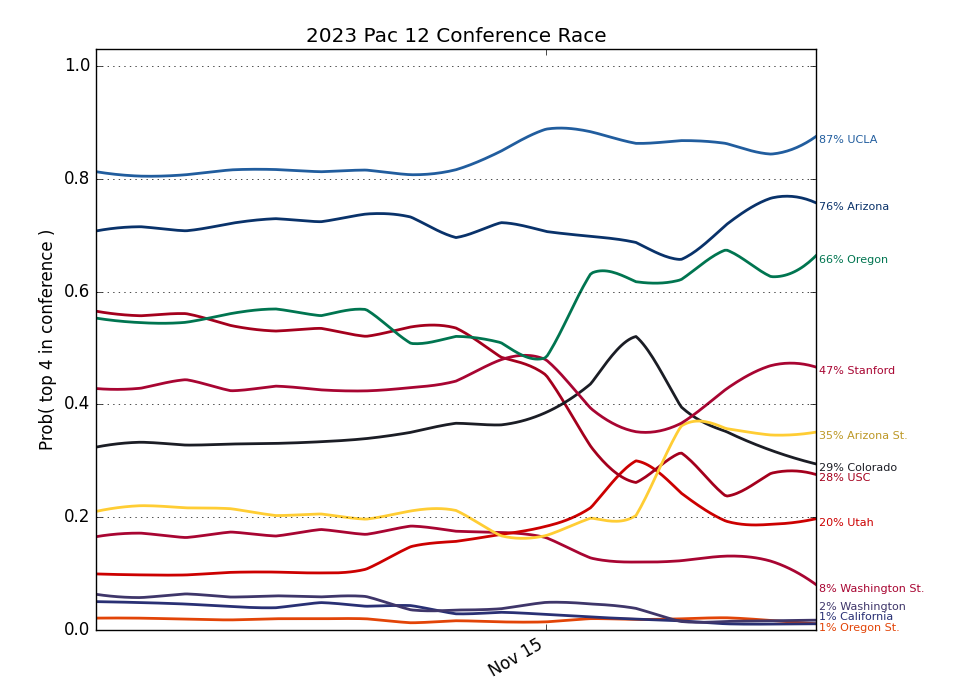 2023 Pac 12 Conference Race
Prob( top 4 in conference )
1.0
0.8
0.6
0.4
0.2
0.0
Nov 15
87% UCLA
76% Arizona
66% Oregon
47% Stanford
35% Arizona St.
29% Colorado
28% USC
20% Utah
8% Washington St.
2% Washington
1% California
1% Oregon St.